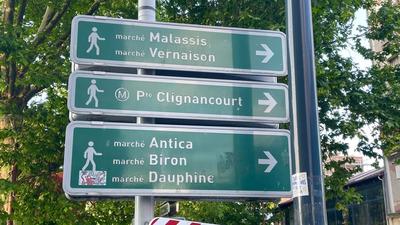 marché Malassis
marché Vernaison
M Pte Clignancourt
marché Antica
marché Biron
marché Dauphine